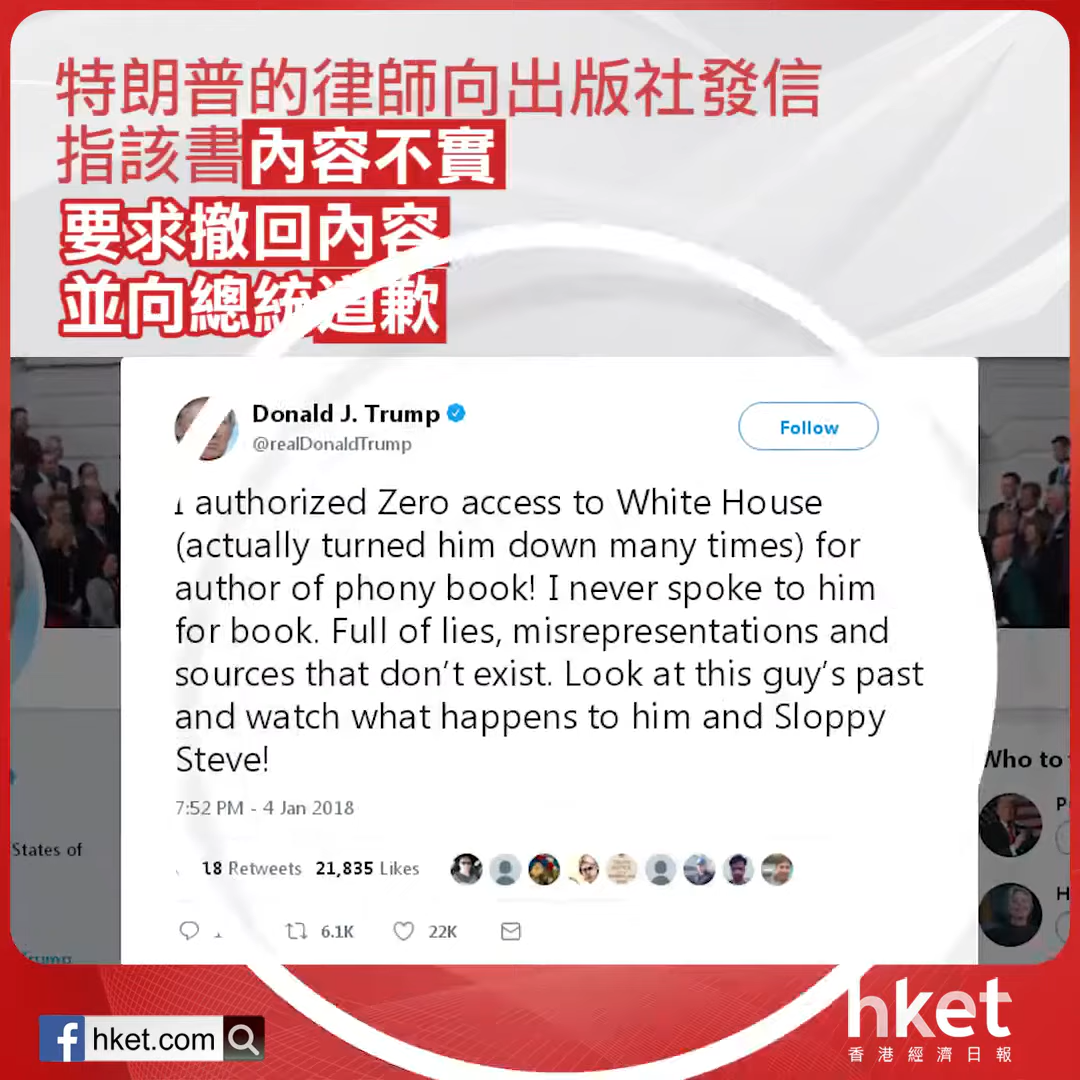 特朗普的律師向出版社發信
指該書內容不實
要求撤回內容
並向總統道歉
Donald J. Trump
@realDonaldTrump
Follow
I authorized Zero access to White House
(actually turned him down many times) for
author of phony book! I never spoke to him
for book. Full of lies, misrepresentations and
sources that don't exist. Look at this guy's past
and watch what happens to him and Sloppy
Steve!
7:52 PM - 4 Jan 2018
18 Retweets 21,835 Likes
6.1K 22K
Who to
States of
hket.com
hket
香港經濟日報